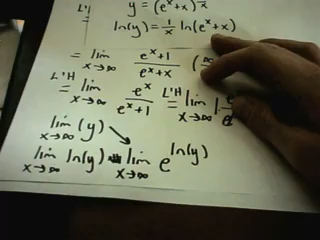 L'H y = (e^x + x)^(1/x)
ln(y) = 1/x ln(e^x + x)
= lim x→∞ (e^x + 1)/(e^x + x) (
L'H = lim x→∞ e^x/(e^x + 1) L'H = lim x→∞
lim x→∞ (y)
lim x→∞ ln(y) lim x→∞ e^ln(y)